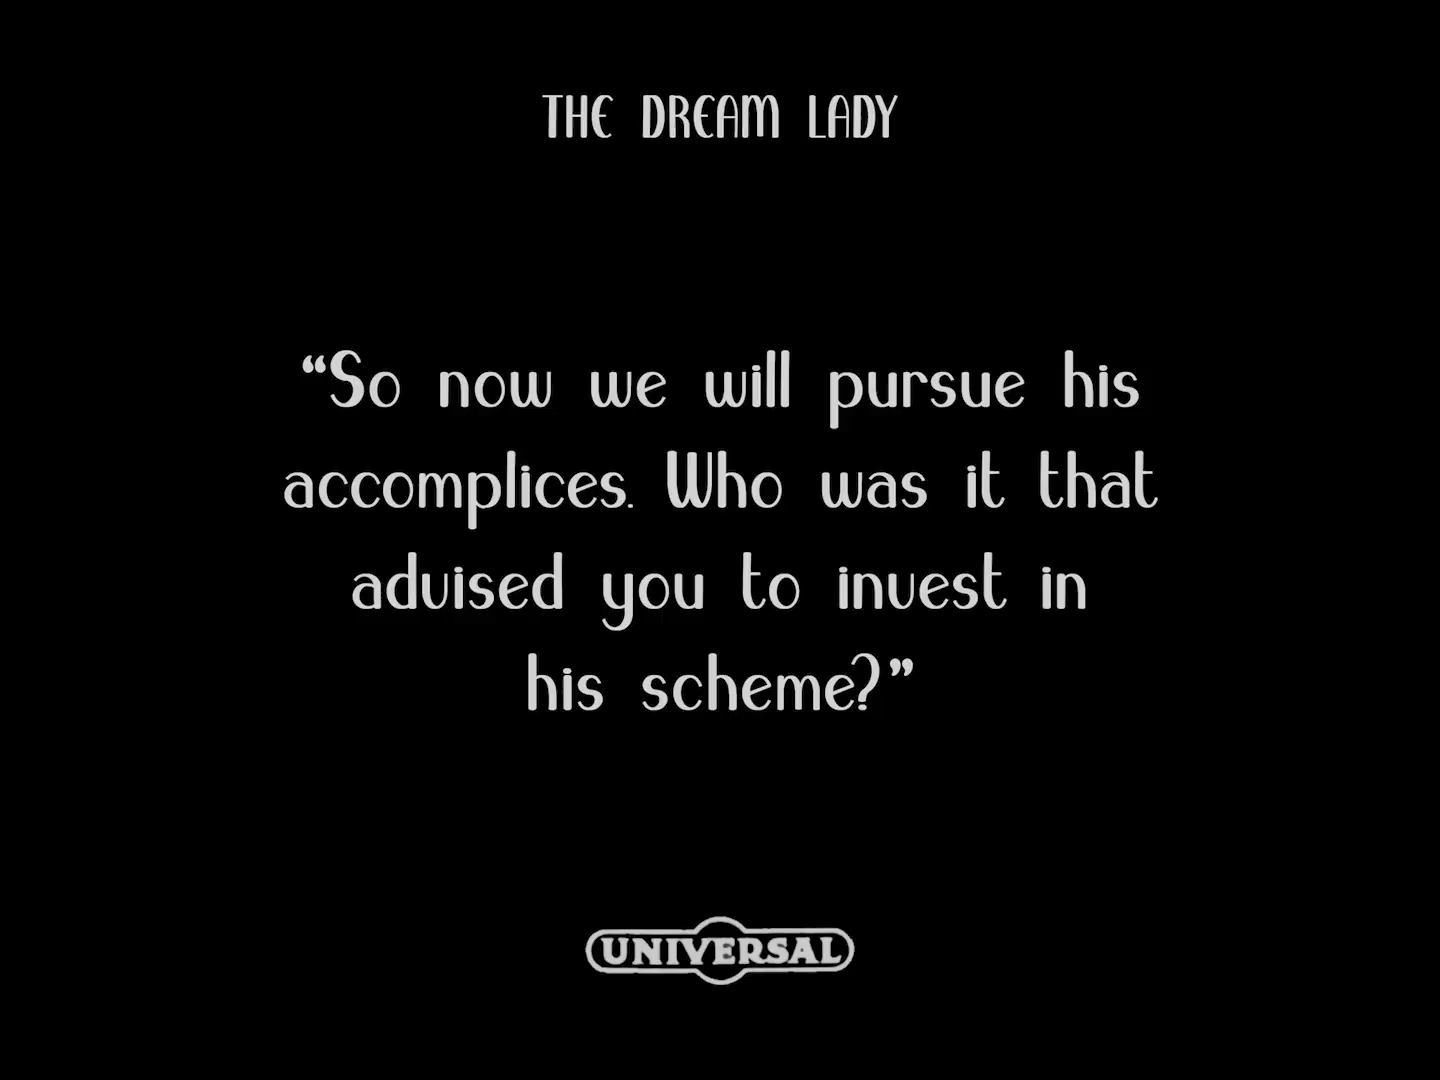 THE DREAM LADY
“So now we will pursue his
accomplices. Who was it that
advised you to invest in
his scheme?”
UNIVERSAL